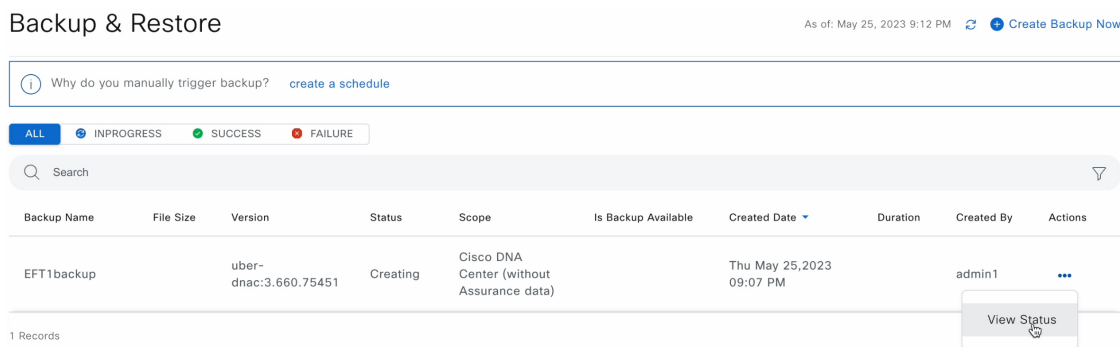 Backup & Restore
As of: May 25, 2023 9:12 PM Create Backup Now
Why do you manually trigger backup? create a schedule
ALL INPROGRESS SUCCESS FAILURE
Search
Backup Name File Size Version Status Scope Is Backup Available Created Date Duration Created By Actions
EFT1backup
uber-
dnac:3.660.75451
Creating
Cisco DNA
Center (without
Assurance data)
Thu May 25,2023
09:07 PM
admin1
View Status
1 Records